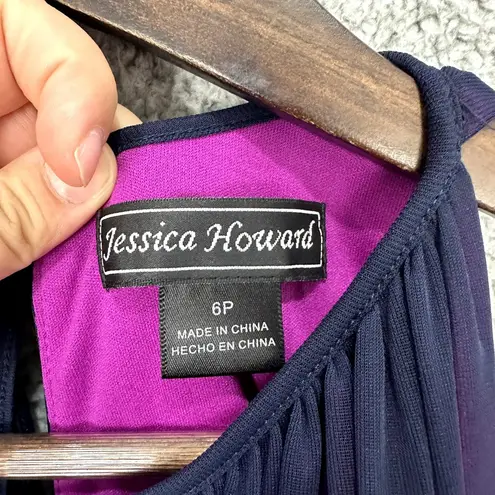 Jessica Howard
6P
MADE IN CHINA
HECHO EN CHINA